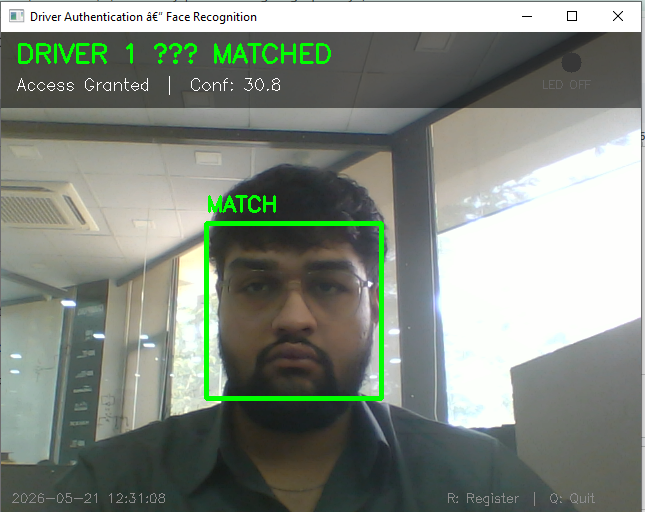 Driver Authentication â€“ Face Recognition
DRIVER 1 ??? MATCHED
Access Granted | Conf: 30.8
LED OFF
MATCH
2026-05-21 12:31:08
R: Register | Q: Quit